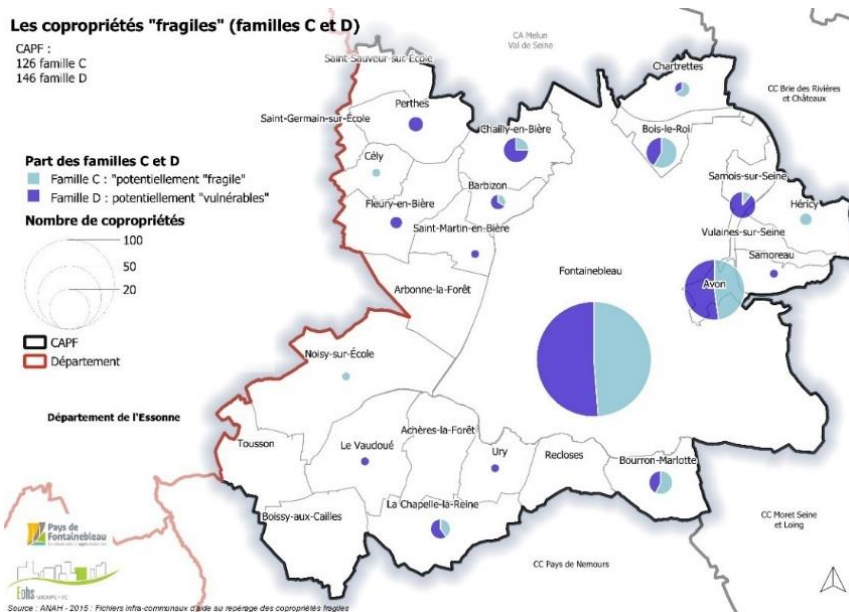 Les copropriétés "fragiles" (familles C et D)
CAPF :
126 famille C
146 famille D
CA Melun
Val de Seine
Saint-Sauveur-sur-École
Chartrettes
CC Brie des Rivières
et Châteaux
Perthes
Saint-Germain-sur-École
Chailly-en-Bière
Bois-le-Roi
Part des familles C et D
Famille C : "potentiellement "fragile"
Famille D : potentiellement "vulnérables"
Cély
Barbizon
Samois-sur-Seine
Héricy
Fleury-en-Bière
Saint-Martin-en-Bière
Vulaines-sur-Seine
Samoreau
Nombre de copropriétés
100
50
20
Fontainebleau
Avon
Arbonne-la-Forêt
CAPF
Département
Noisy-sur-École
Département de l'Essonne
Achères-la-Forêt
Tousson
Le Vaudoué
Ury
Recloses
Bourron-Marlotte
La Chapelle-la-Reine
Boissy-aux-Cailles
CC Moret Seine
et Loing
CC Pays de Nemours
Pays de
Fontainebleau
Eohs
Source : ANAH - 2015 : Fichiers infra-communaux d'aide au repérage des copropriétés fragiles